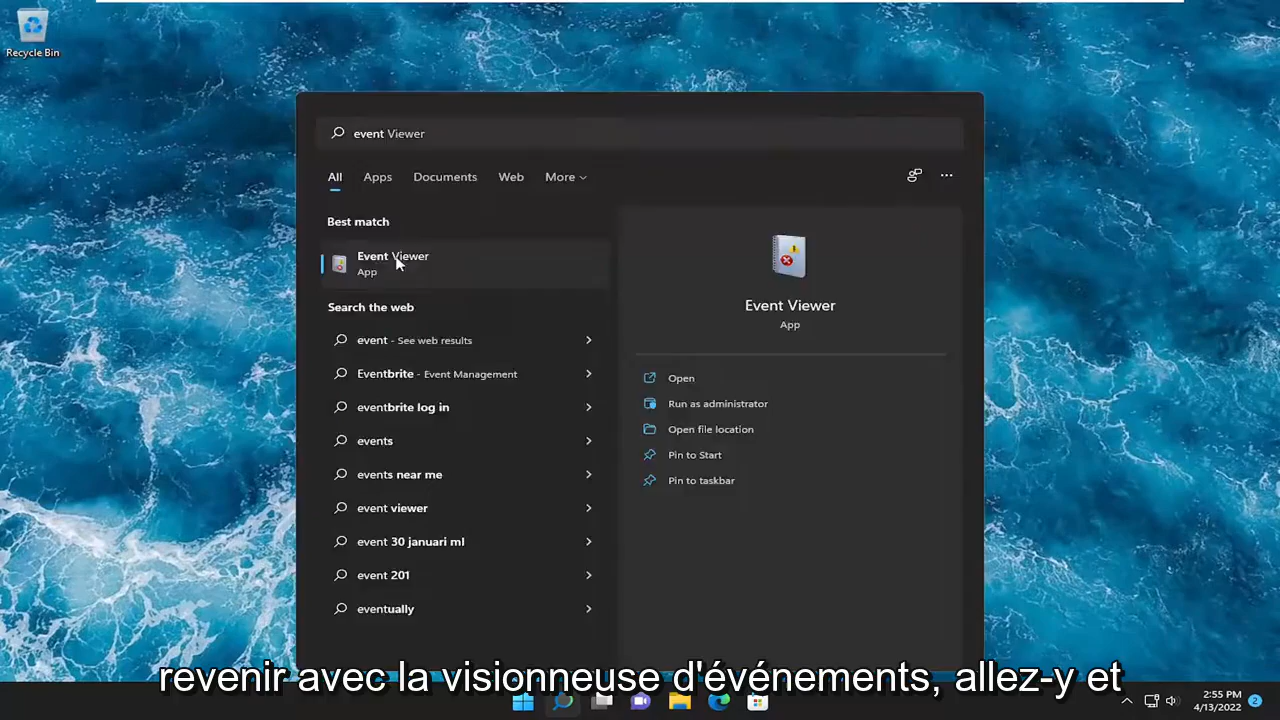 Recycle Bin
event Viewer
All Apps Documents Web More
Best match
Event Viewer
App
Search the web
event - See web results
Eventbrite - Event Management
eventbrite log in
events
events near me
event viewer
event 30 januari ml
event 201
eventually
Event Viewer
App
Open
Run as administrator
Open file location
Pin to Start
Pin to taskbar
revenir avec la visionneuse d'événements, allez-y et
2:55 PM
4/13/2022
2